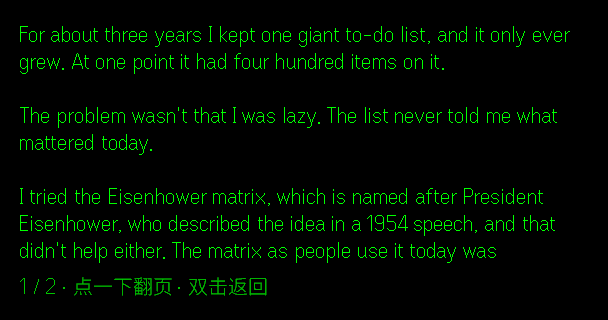 For about three years I kept one giant to-do list, and it only ever
grew. At one point it had four hundred items on it.
The problem wasn't that I was lazy. The list never told me what
mattered today.
I tried the Eisenhower matrix, which is named after President
Eisenhower, who described the idea in a 1954 speech, and that
didn't help either. The matrix as people use it today was
1 / 2 · 点一下翻页 · 双击返回